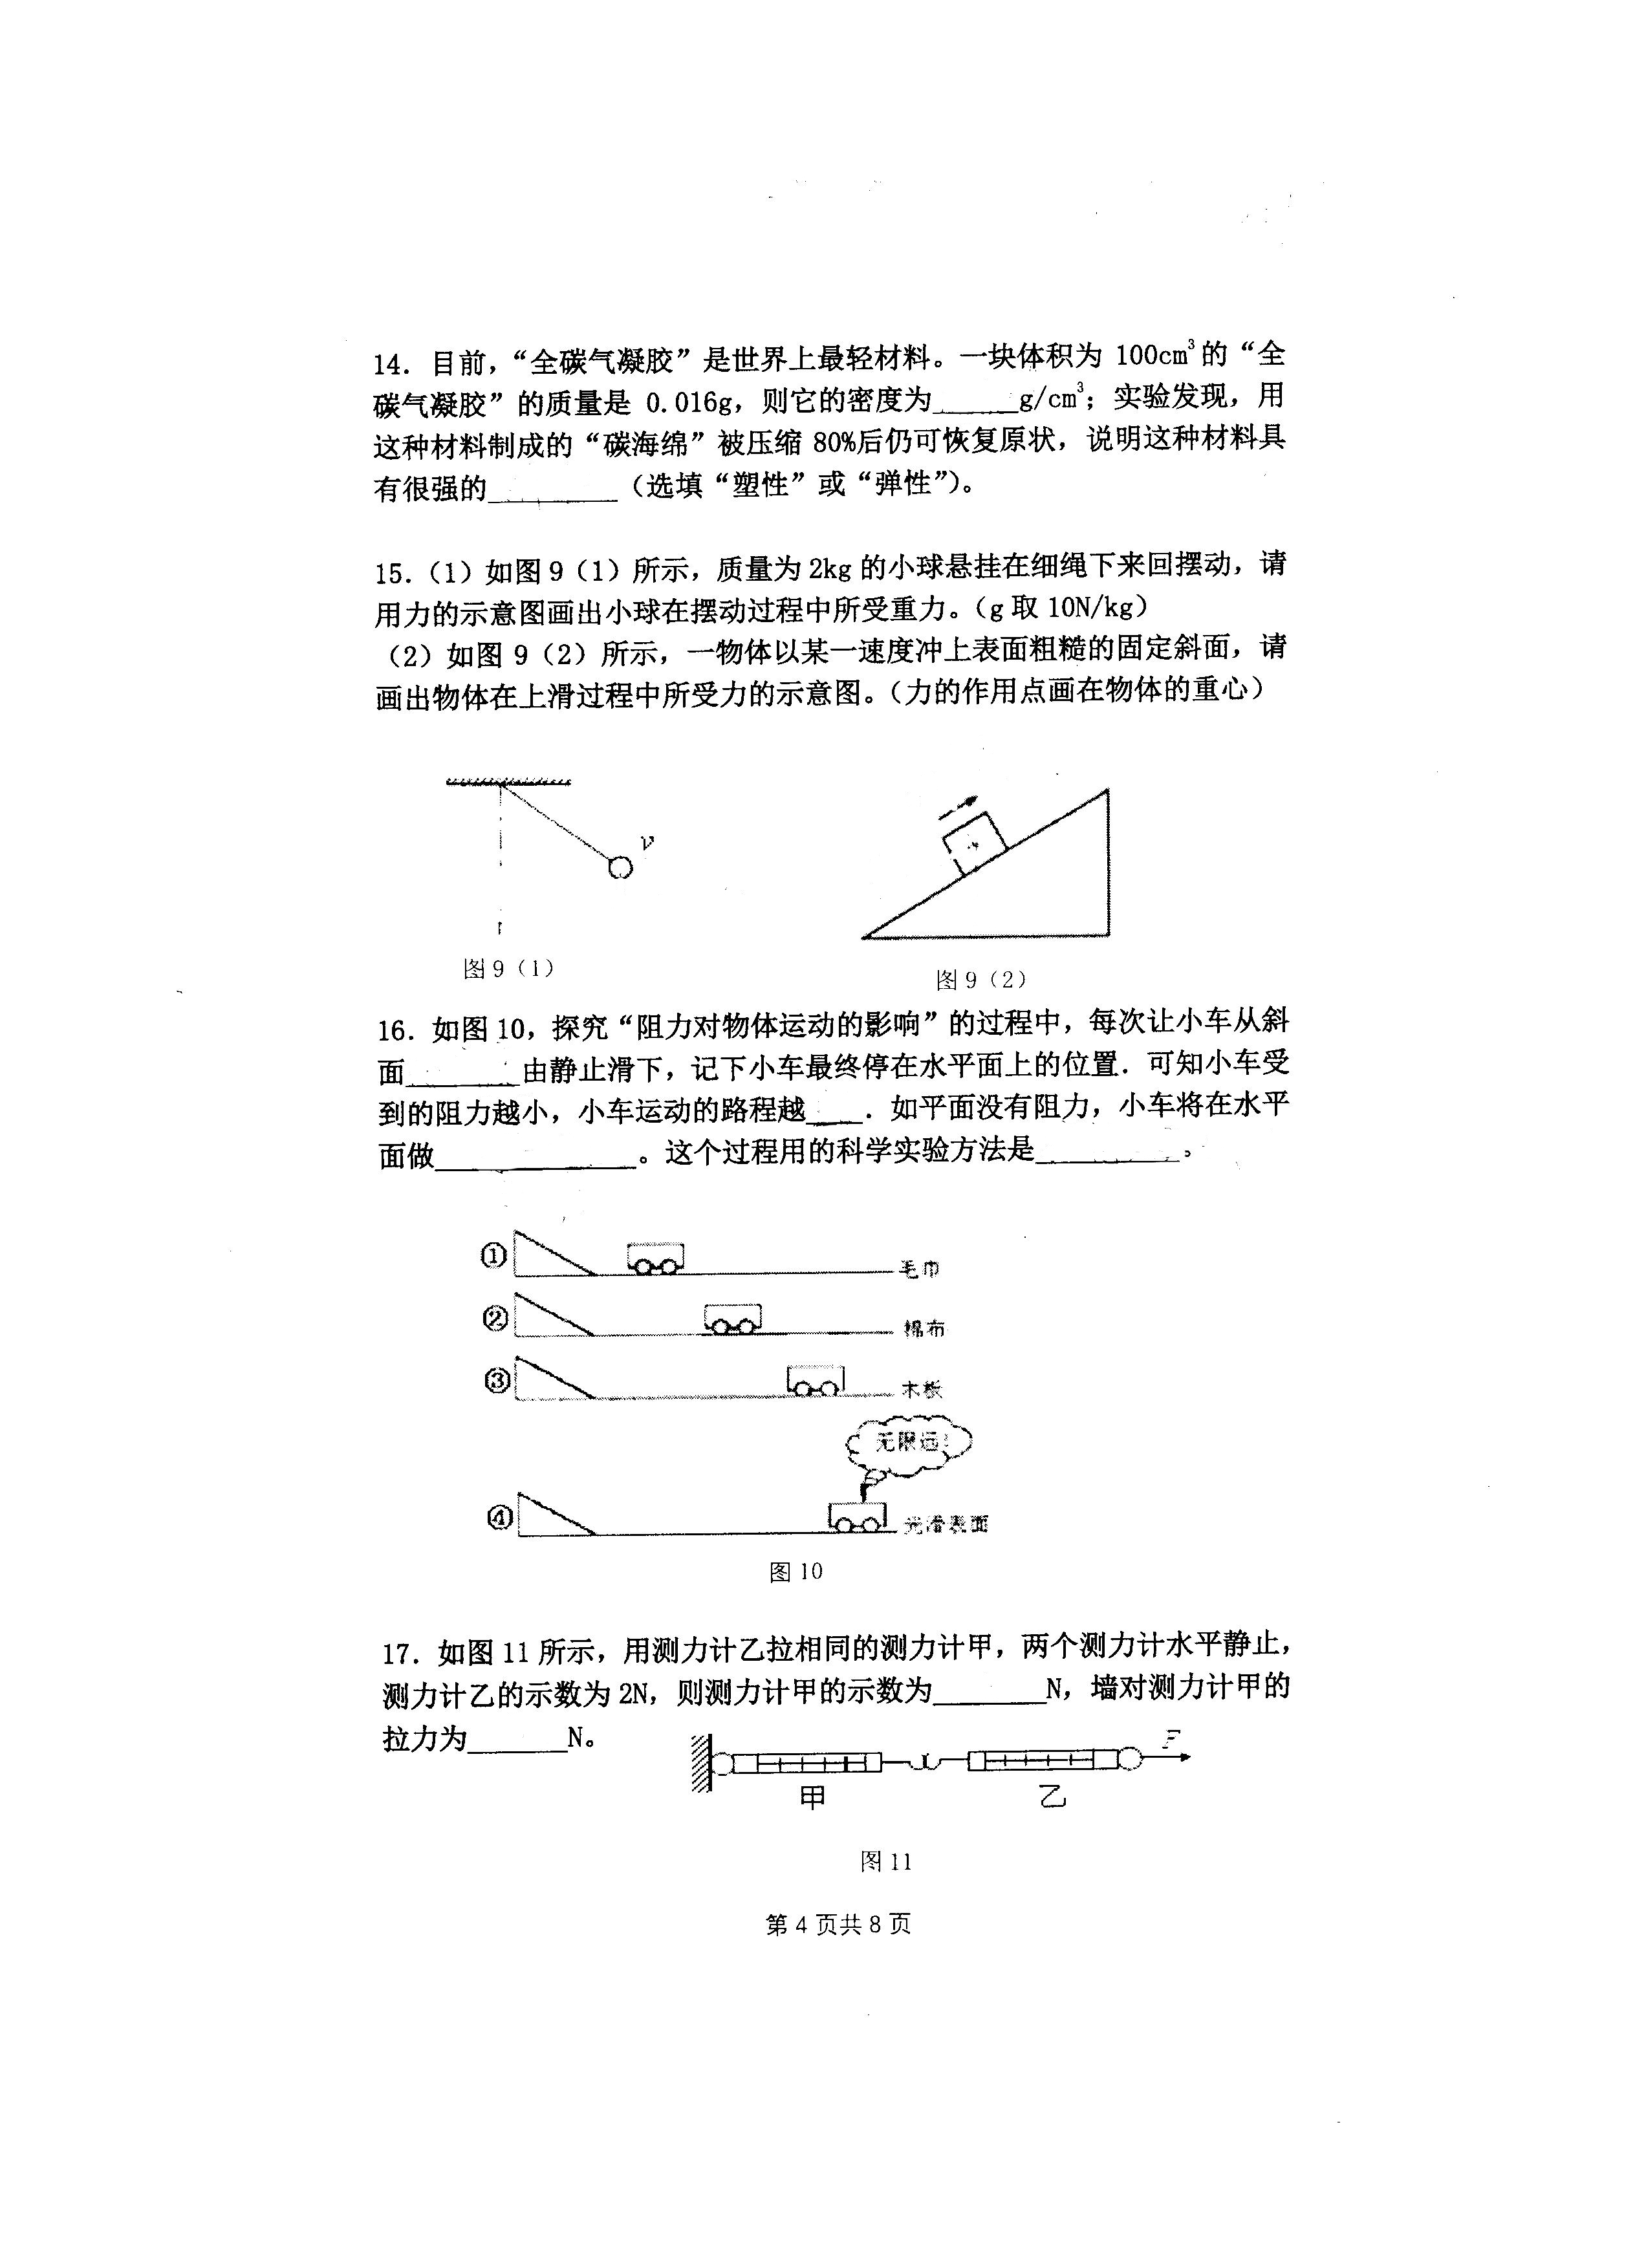 14. 目前，“全碳气凝胶”是世界上最轻材料。一块体积为 100cm³的“全
碳气凝胶”的质量是 0.016g，则它的密度为______g/cm³；实验发现，用
这种材料制成的“碳海绵”被压缩 80%后仍可恢复原状，说明这种材料具
有很强的_________（选填“塑性”或“弹性”）。
15.（1）如图 9（1）所示，质量为 2kg 的小球悬挂在细绳下来回摆动，请
用力的示意图画出小球在摆动过程中所受重力。（g 取 10N/kg）
（2）如图 9（2）所示，一物体以某一速度冲上表面粗糙的固定斜面，请
画出物体在上滑过程中所受力的示意图。（力的作用点画在物体的重心）
v
图 9（1）
图 9（2）
16. 如图 10，探究“阻力对物体运动的影响”的过程中，每次让小车从斜
面________由静止滑下，记下小车最终停在水平面上的位置．可知小车受
到的阻力越小，小车运动的路程越____．如平面没有阻力，小车将在水平
面做______________。这个过程用的科学实验方法是__________。
① 毛巾
② 棉布
③ 木板
无限远!
④ 光滑表面
图 10
17. 如图 11 所示，用测力计乙拉相同的测力计甲，两个测力计水平静止，
测力计乙的示数为 2N，则测力计甲的示数为________N，墙对测力计甲的
拉力为_______N。
F
甲 乙
图 11
第 4 页共 8 页